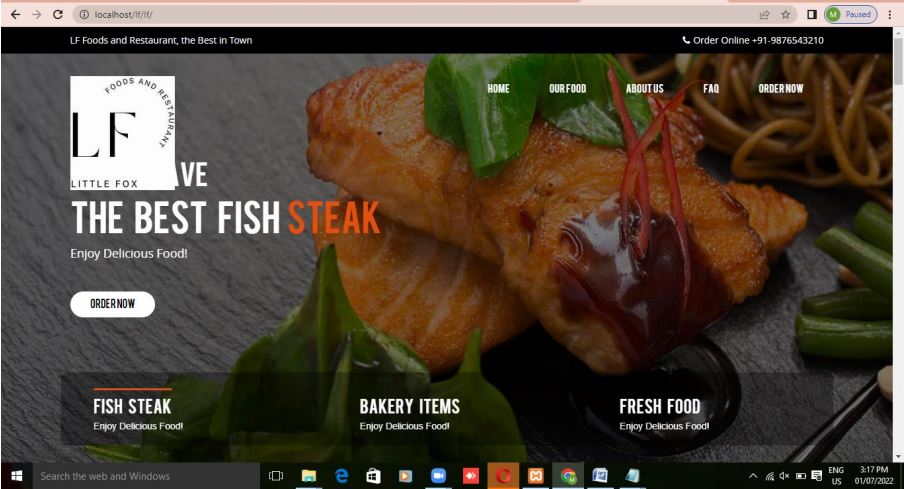 localhost/lf/lf/
M Paused
LF Foods and Restaurant, the Best in Town
Order Online +91-9876543210
FOODS AND RESTAURANT
LF
LITTLE FOX
HOME
OUR FOOD
ABOUT US
FAQ
ORDER NOW
AVE
THE BEST FISH STEAK
Enjoy Delicious Food!
ORDER NOW
FISH STEAK
Enjoy Delicious Food!
BAKERY ITEMS
Enjoy Delicious Food!
FRESH FOOD
Enjoy Delicious Food!
Search the web and Windows
ENG
US
3:17 PM
01/07/2022